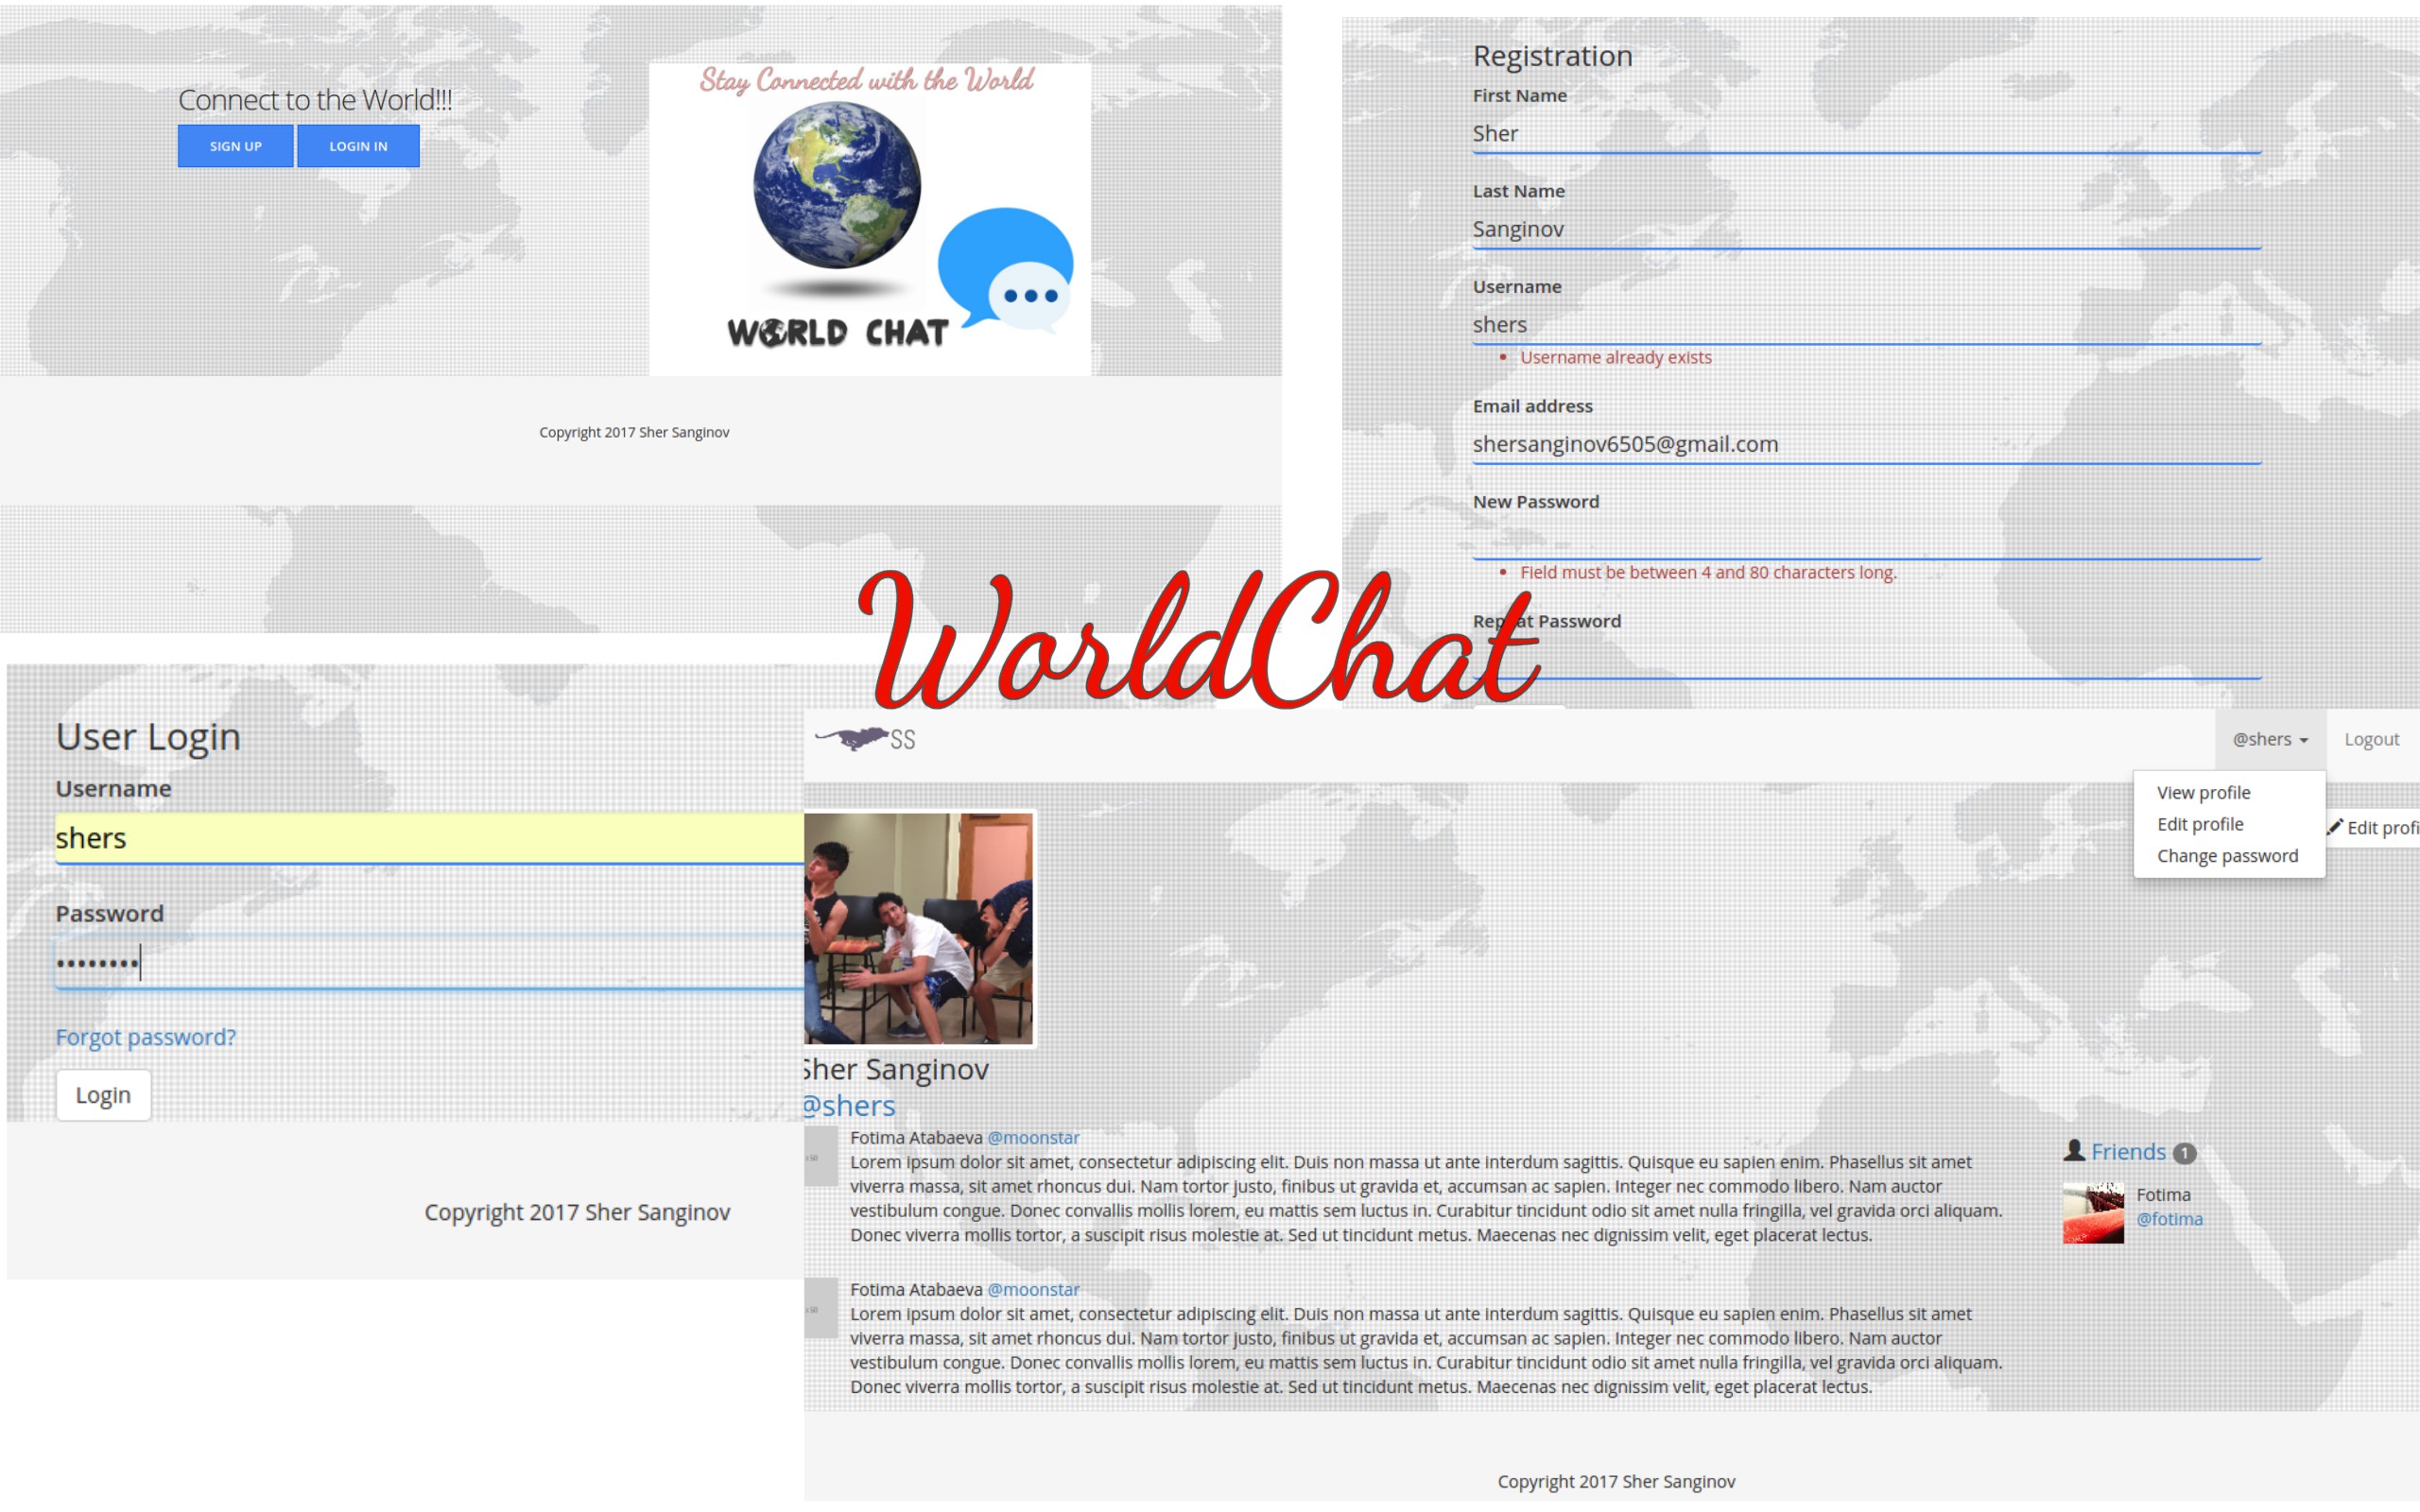 Connect to the World!!!
SIGN UP
LOGIN IN
Stay Connected with the World
WORLD CHAT
Copyright 2017 Sher Sanginov
Registration
First Name
Sher
Last Name
Sanginov
Username
shers
• Username already exists
Email address
shersanginov6505@gmail.com
New Password
• Field must be between 4 and 80 characters long.
Repeat Password
WorldChat
User Login
Username
shers
Password
Forgot password?
Login
Copyright 2017 Sher Sanginov
SS
@shers
Logout
View profile
Edit profile
Change password
Edit profi
Sher Sanginov
@shers
Fotima Atabaeva @moonstar
Lorem ipsum dolor sit amet, consectetur adipiscing elit. Duis non massa ut ante interdum sagittis. Quisque eu sapien enim. Phasellus sit amet
viverra massa, sit amet rhoncus dui. Nam tortor justo, finibus ut gravida et, accumsan ac sapien. Integer nec commodo libero. Nam auctor
vestibulum congue. Donec convallis mollis lorem, eu mattis sem luctus in. Curabitur tincidunt odio sit amet nulla fringilla, vel gravida orci aliquam.
Donec viverra mollis tortor, a suscipit risus molestie at. Sed ut tincidunt metus. Maecenas nec dignissim velit, eget placerat lectus.
Fotima Atabaeva @moonstar
Lorem ipsum dolor sit amet, consectetur adipiscing elit. Duis non massa ut ante interdum sagittis. Quisque eu sapien enim. Phasellus sit amet
viverra massa, sit amet rhoncus dui. Nam tortor justo, finibus ut gravida et, accumsan ac sapien. Integer nec commodo libero. Nam auctor
vestibulum congue. Donec convallis mollis lorem, eu mattis sem luctus in. Curabitur tincidunt odio sit amet nulla fringilla, vel gravida orci aliquam.
Donec viverra mollis tortor, a suscipit risus molestie at. Sed ut tincidunt metus. Maecenas nec dignissim velit, eget placerat lectus.
Friends 1
Fotima
@fotima
Copyright 2017 Sher Sanginov